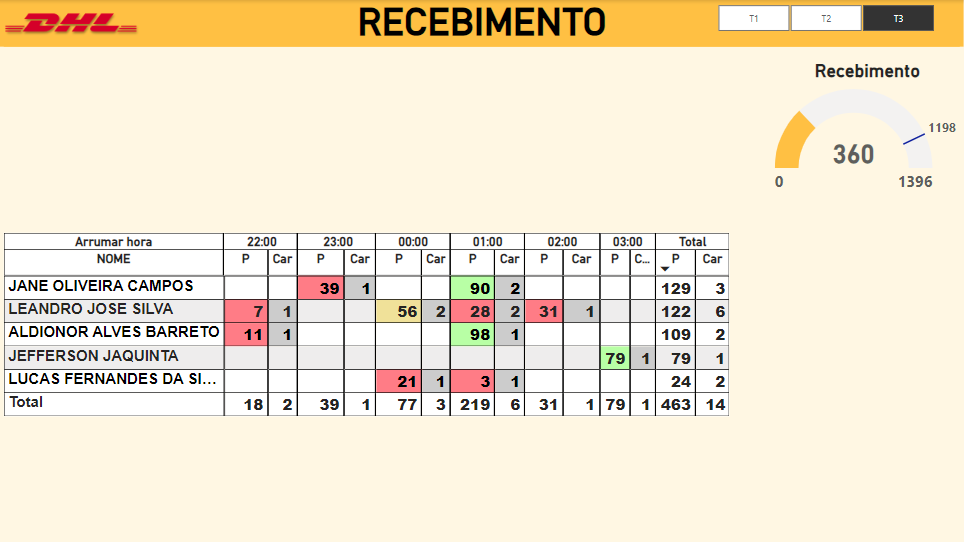 DHL RECEBIMENTO T1 T2 T3
Recebimento
1198
360
0 1396
Arrumar hora 22:00 23:00 00:00 01:00 02:00 03:00 Total
NOME P Car P Car P Car P Car P Car P C... P Car
JANE OLIVEIRA CAMPOS 39 1 90 2 129 3
LEANDRO JOSE SILVA 7 1 56 2 28 2 31 1 122 6
ALDIONOR ALVES BARRETO 11 1 98 1 109 2
JEFFERSON JAQUINTA 79 1 79 1
LUCAS FERNANDES DA SI... 21 1 3 1 24 2
Total 18 2 39 1 77 3 219 6 31 1 79 1 463 14